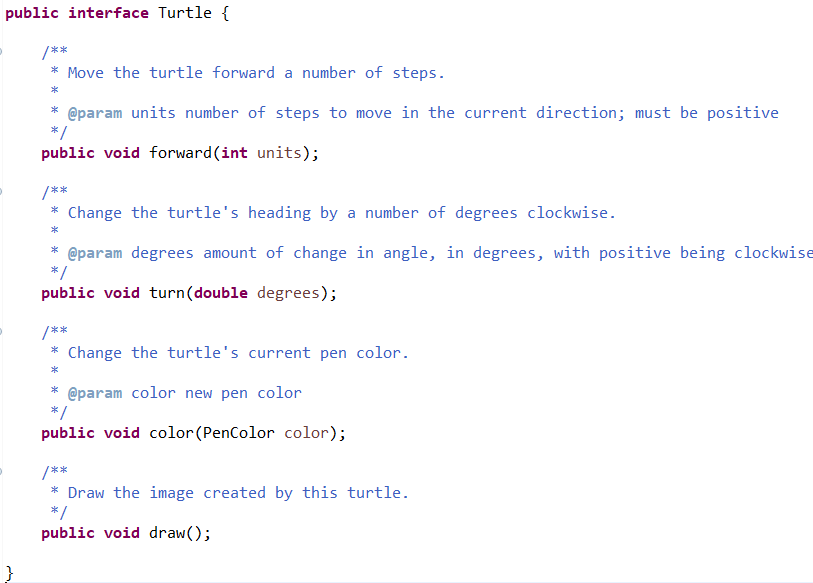 public interface Turtle {
/**
* Move the turtle forward a number of steps.
*
* @param units number of steps to move in the current direction; must be positive
*/
public void forward(int units);
/**
* Change the turtle's heading by a number of degrees clockwise.
*
* @param degrees amount of change in angle, in degrees, with positive being clockwise
*/
public void turn(double degrees);
/**
* Change the turtle's current pen color.
*
* @param color new pen color
*/
public void color(PenColor color);
/**
* Draw the image created by this turtle.
*/
public void draw();
}